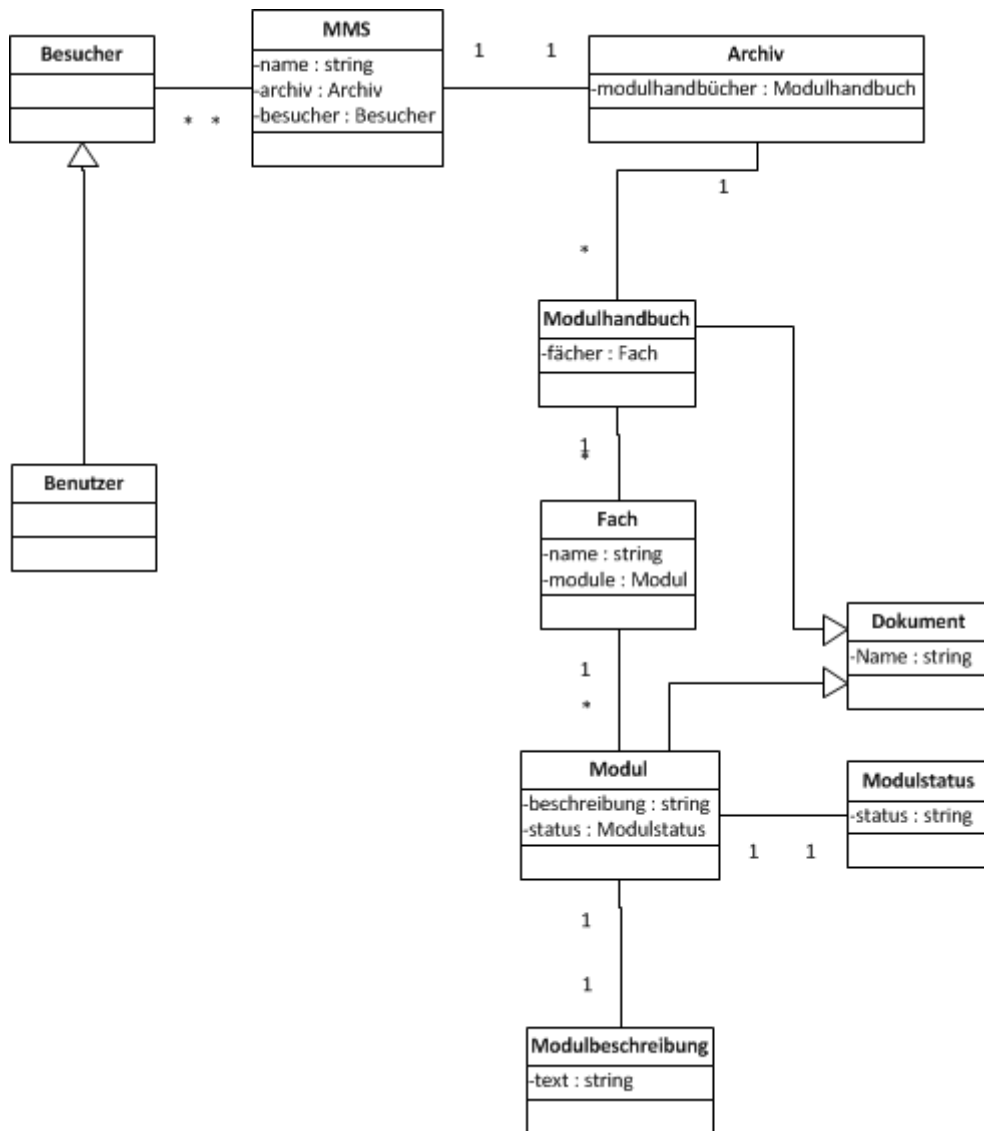 Besucher
MMS
-name : string
-archiv : Archiv
-besucher : Besucher
Archiv
-modulhandbücher : Modulhandbuch
1 1
* *
1
*
Modulhandbuch
-fächer : Fach
1
*
Benutzer
Fach
-name : string
-module : Modul
Dokument
-Name : string
1
*
Modul
-beschreibung : string
-status : Modulstatus
Modulstatus
-status : string
1 1
1
1
Modulbeschreibung
-text : string